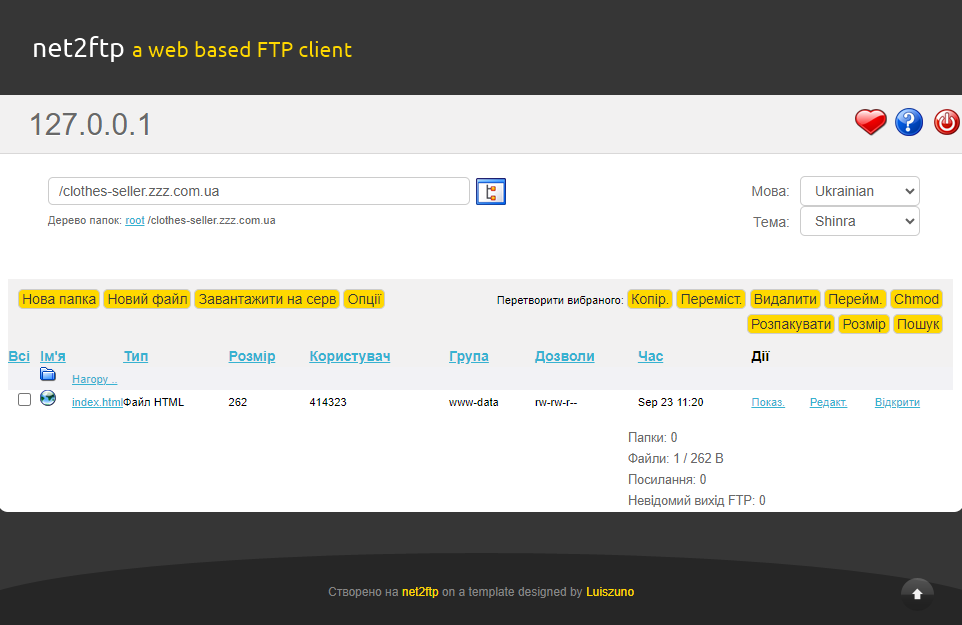 net2ftp a web based FTP client
127.0.0.1
/clothes-seller.zzz.com.ua
Мова: Ukrainian
Дерево папок: root /clothes-seller.zzz.com.ua
Тема: Shinra
Нова папка Новий файл Завантажити на серв Опції Перетворити вибраного: Копір. Переміст. Видалити Перейм. Chmod
Розпакувати Розмір Пошук
Всі Ім'я Тип Розмір Користувач Група Дозволи Час Дії
Нагору ..
index.html Файл HTML 262 414323 www-data rw-rw-r-- Sep 23 11:20 Показ. Редакт. Відкрити
Папки: 0
Файли: 1 / 262 B
Посилання: 0
Невідомий вихід FTP: 0
Створено на net2ftp on a template designed by Luiszuno